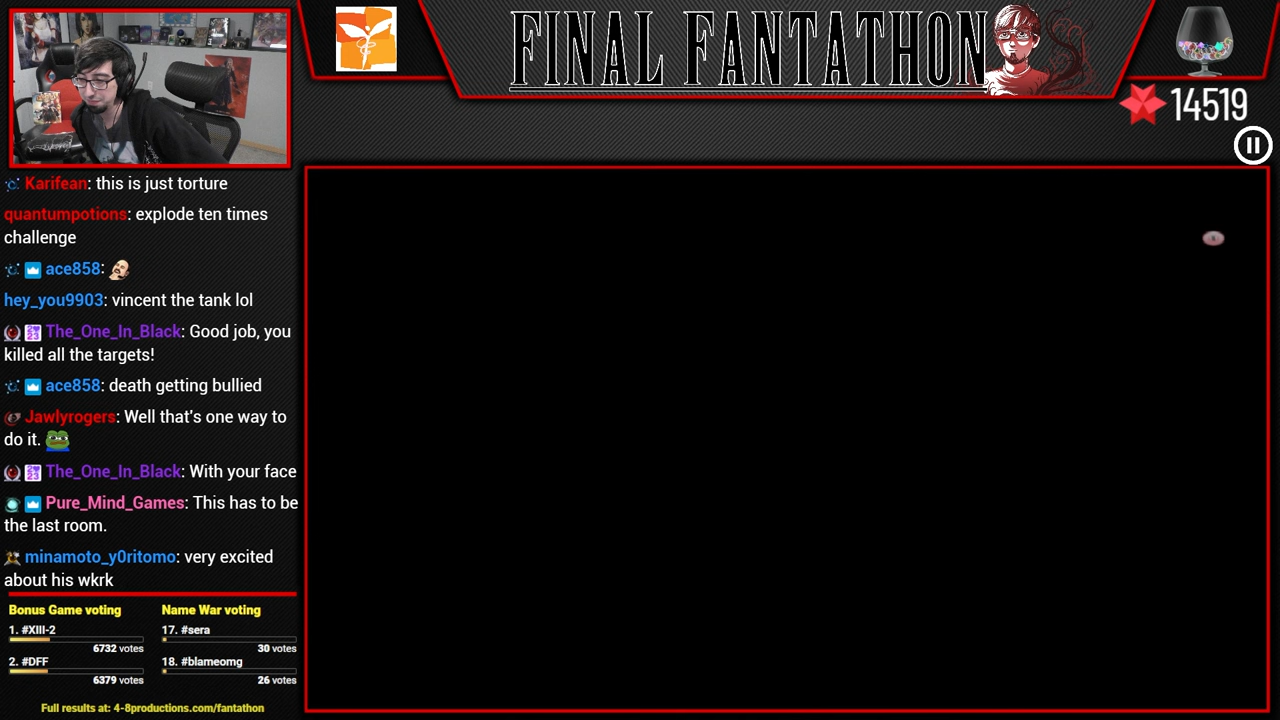 FINAL FANTATHON
14519
Karifean: this is just torture
quantumpotions: explode ten times
challenge
ace858:
hey_you9903: vincent the tank lol
The_One_In_Black: Good job, you
killed all the targets!
ace858: death getting bullied
Jawlyrogers: Well that's one way to
do it.
The_One_In_Black: With your face
Pure_Mind_Games: This has to be
the last room.
minamoto_y0ritomo: very excited
about his wkrk
Bonus Game voting
1. #XIII-2
6732 votes
2. #DFF
6379 votes
Name War voting
17. #sera
30 votes
18. #blameomg
26 votes
Full results at: 4-8productions.com/fantathon